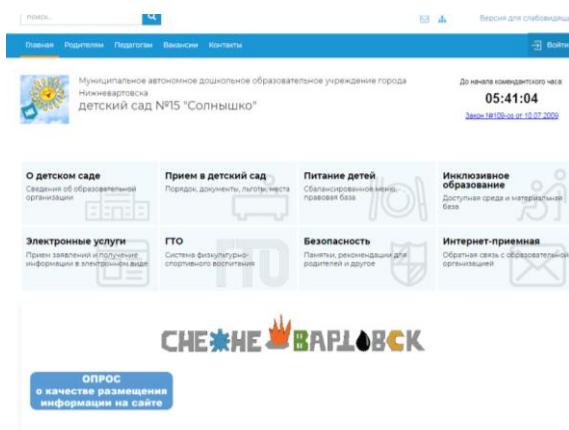 поиск...
Версия для слабовидящи
Главная Родителям Педагогам Вакансии Контакты
Войти
Муниципальное автономное дошкольное образовательное учреждение города
Нижневартовска
детский сад №15 "Солнышко"
До начала комендантского часа:
05:41:04
Закон №109-оз от 10.07.2009
О детском саде
Сведения об образовательной
организации
Прием в детский сад
Порядок, документы, льготы, места
Питание детей
Сбалансированное меню,
правовая база
Инклюзивное
образование
Доступная среда и материальная
база
Электронные услуги
Прием заявлений и получение
информации в электронном виде
ГТО
Система физкультурно-
спортивного воспитания
ГТО
Безопасность
Памятки, рекомендации для
родителей и другое
Интернет-приемная
Обратная связь с образовательной
организацией
ОПРОС
о качестве размещения
информации на сайте